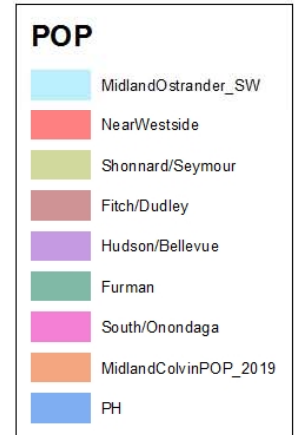 POP
MidlandOstrander_SW
NearWestside
Shonnard/Seymour
Fitch/Dudley
Hudson/Bellevue
Furman
South/Onondaga
MidlandColvinPOP_2019
PH